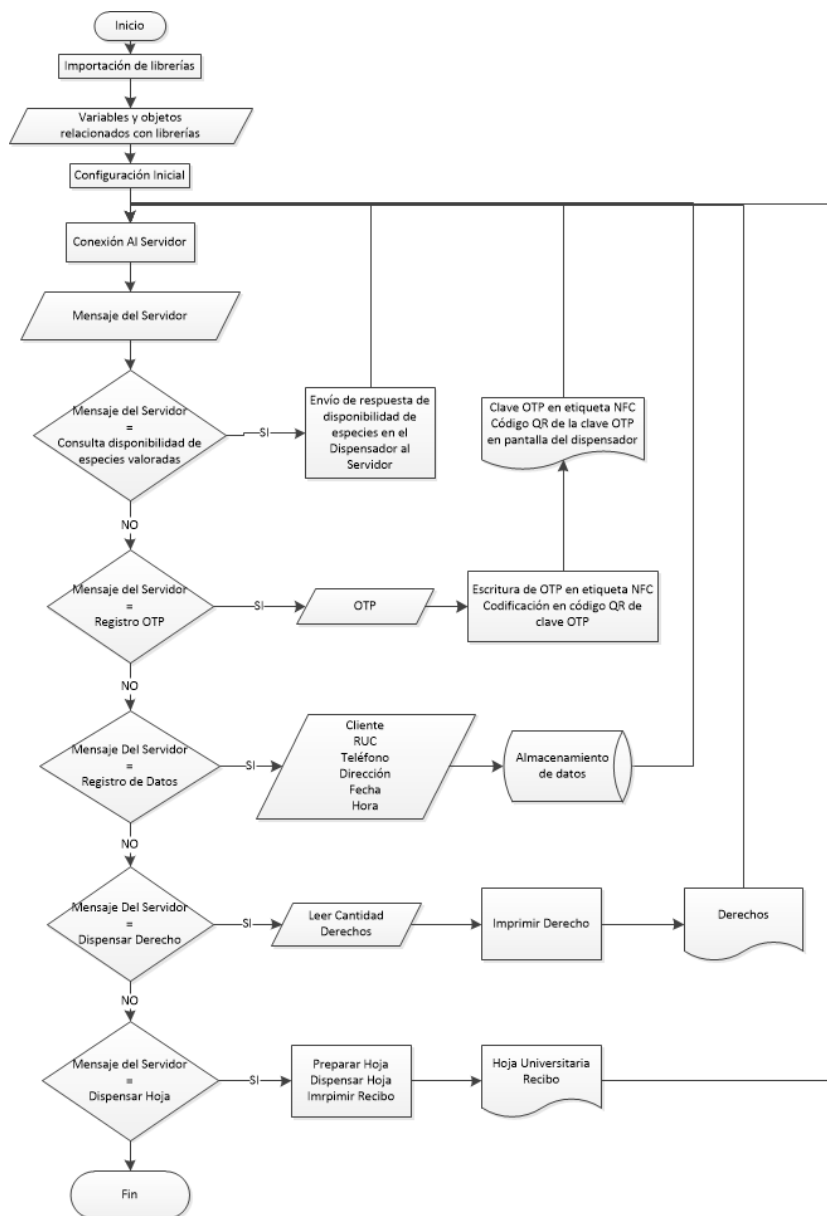 Inicio
Importación de librerías
Variables y objetos
relacionados con librerías
Configuración Inicial
Conexión Al Servidor
Mensaje del Servidor
Mensaje del Servidor
=
Consulta disponibilidad de
especies valoradas
SI
Envío de respuesta de
disponibilidad de
especies en el
Dispensador al
Servidor
Clave OTP en etiqueta NFC
Código QR de la clave OTP
en pantalla del dispensador
NO
Mensaje del Servidor
=
Registro OTP
SI
OTP
Escritura de OTP en etiqueta NFC
Codificación en código QR de
clave OTP
NO
Mensaje Del Servidor
=
Registro de Datos
SI
Cliente
RUC
Teléfono
Dirección
Fecha
Hora
Almacenamiento
de datos
NO
Mensaje Del Servidor
=
Dispensar Derecho
SI
Leer Cantidad
Derechos
Imprimir Derecho
Derechos
NO
Mensaje del Servidor
=
Dispensar Hoja
SI
Preparar Hoja
Dispensar Hoja
Imrpimir Recibo
Hoja Universitaria
Recibo
Fin